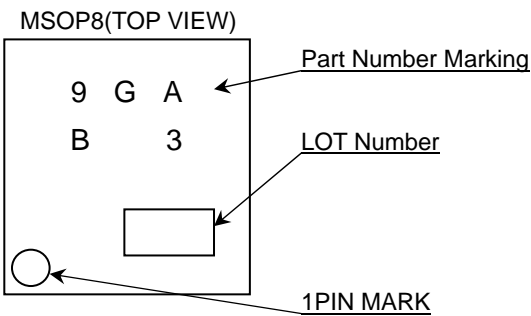 MSOP8(TOP VIEW)
Part Number Marking
9 G A
B 3
LOT Number
1PIN MARK